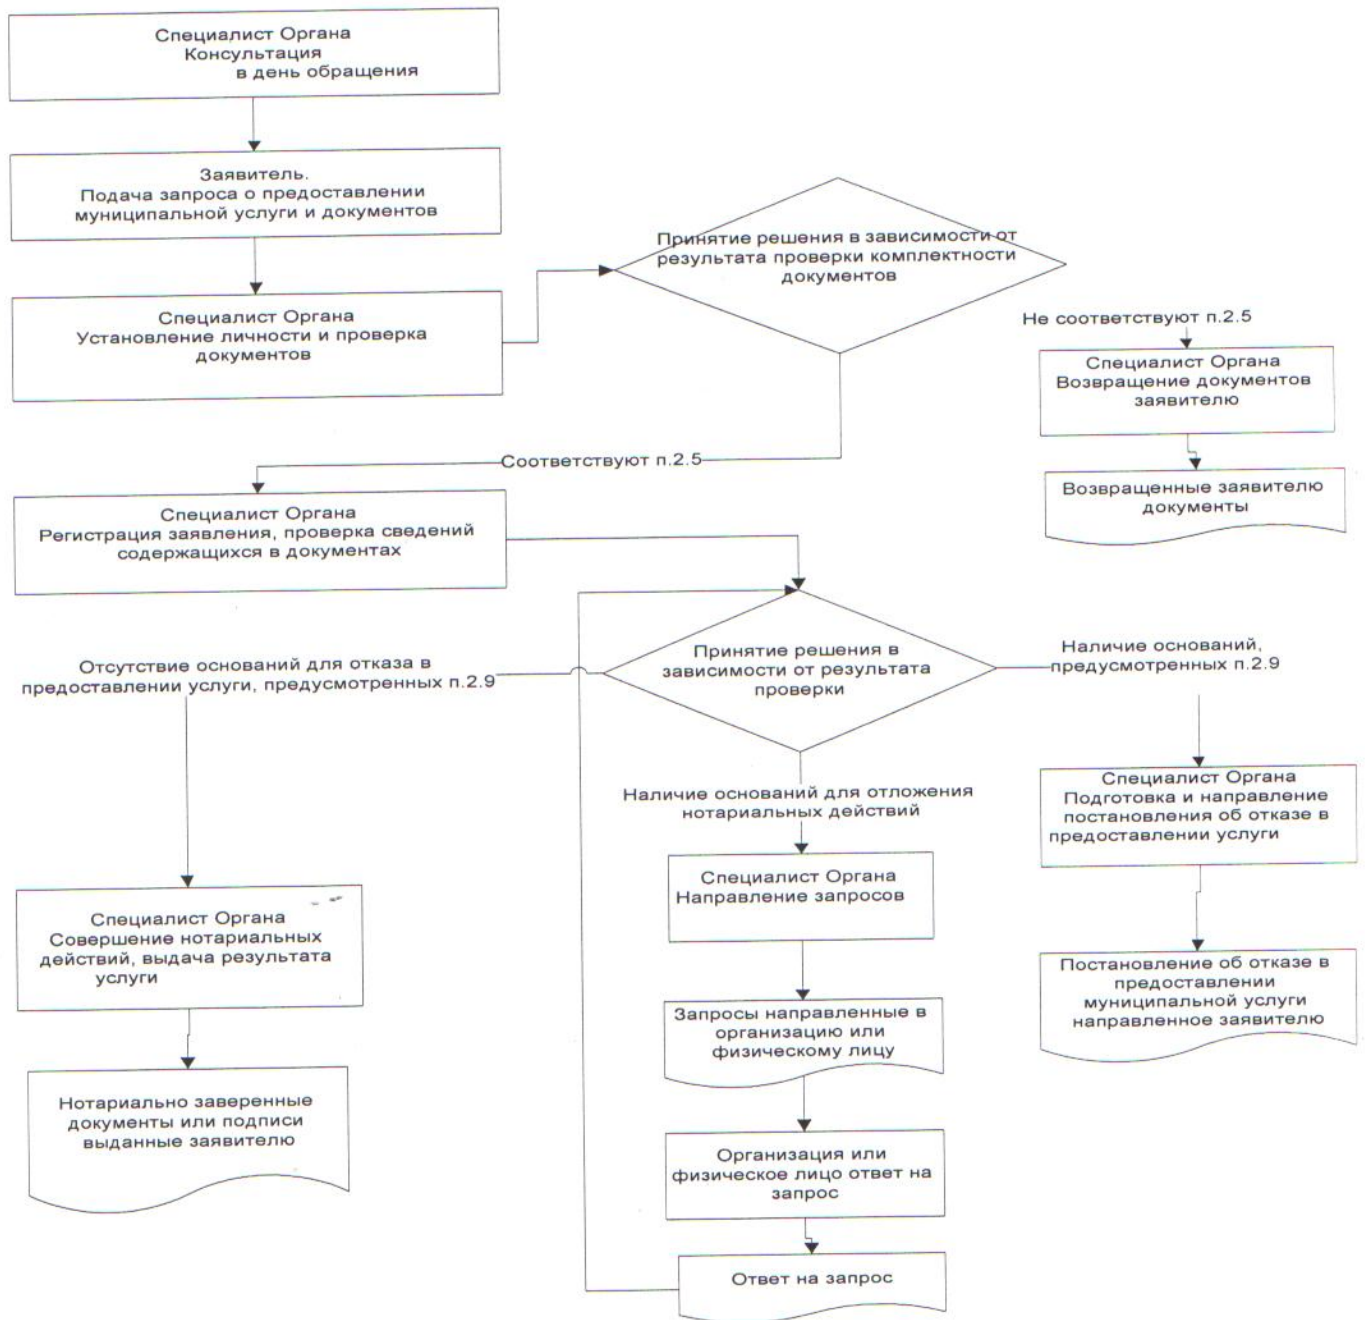 Специалист Органа
Консультация
в день обращения
Заявитель.
Подача запроса о предоставлении
муниципальной услуги и документов
Принятие решения в зависимости от
результата проверки комплектности
документов
Специалист Органа
Установление личности и проверка
документов
Не соответствуют п.2.5
Специалист Органа
Возвращение документов
заявителю
Соответствуют п.2.5
Возвращенные заявителю
документы
Специалист Органа
Регистрация заявления, проверка сведений
содержащихся в документах
Отсутствие оснований для отказа в
предоставлении услуги, предусмотренных п.2.9
Принятие решения в
зависимости от результата
проверки
Наличие оснований,
предусмотренных п.2.9
Наличие оснований для отложения
нотариальных действий
Специалист Органа
Подготовка и направление
постановления об отказе в
предоставлении услуги
Специалист Органа
Направление запросов
Специалист Органа
Совершение нотариальных
действий, выдача результата
услуги
Постановление об отказе в
предоставлении
муниципальной услуги
направленное заявителю
Запросы направленные в
организацию или
физическому лицу
Нотариально заверенные
документы или подписи
выданные заявителю
Организация или
физическое лицо ответ на
запрос
Ответ на запрос